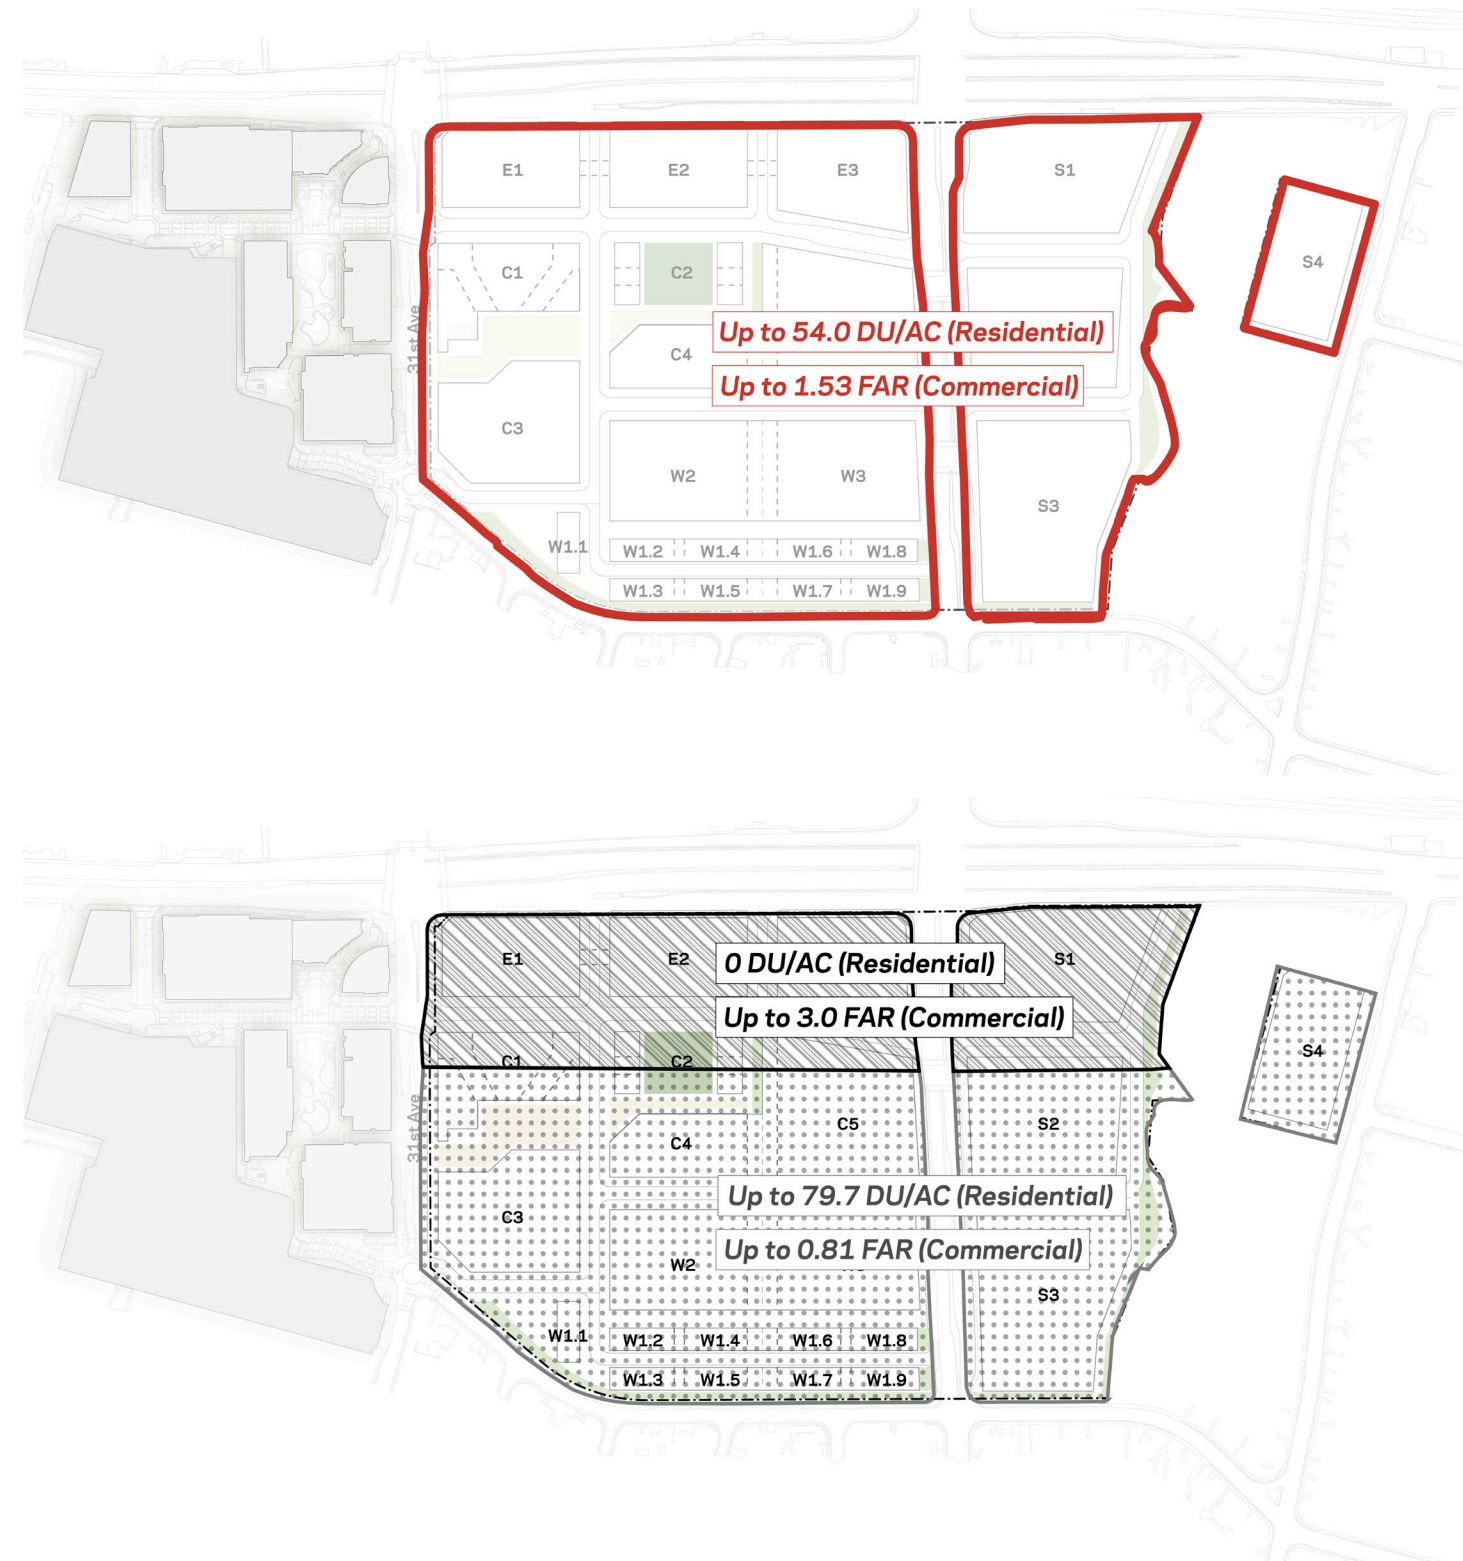 E1
E2
E3
S1
C1
C2
S4
31st Ave
Up to 54.0 DU/AC (Residential)
C4
Up to 1.53 FAR (Commercial)
C3
W2
W3
S3
W1.1
W1.2
W1.4
W1.6
W1.8
W1.3
W1.5
W1.7
W1.9
E1
E2
0 DU/AC (Residential)
S1
Up to 3.0 FAR (Commercial)
C1
C2
S4
31st Ave
C4
C5
S2
Up to 79.7 DU/AC (Residential)
C3
Up to 0.81 FAR (Commercial)
W2
S3
W1.1
W1.2
W1.4
W1.6
W1.8
W1.3
W1.5
W1.7
W1.9